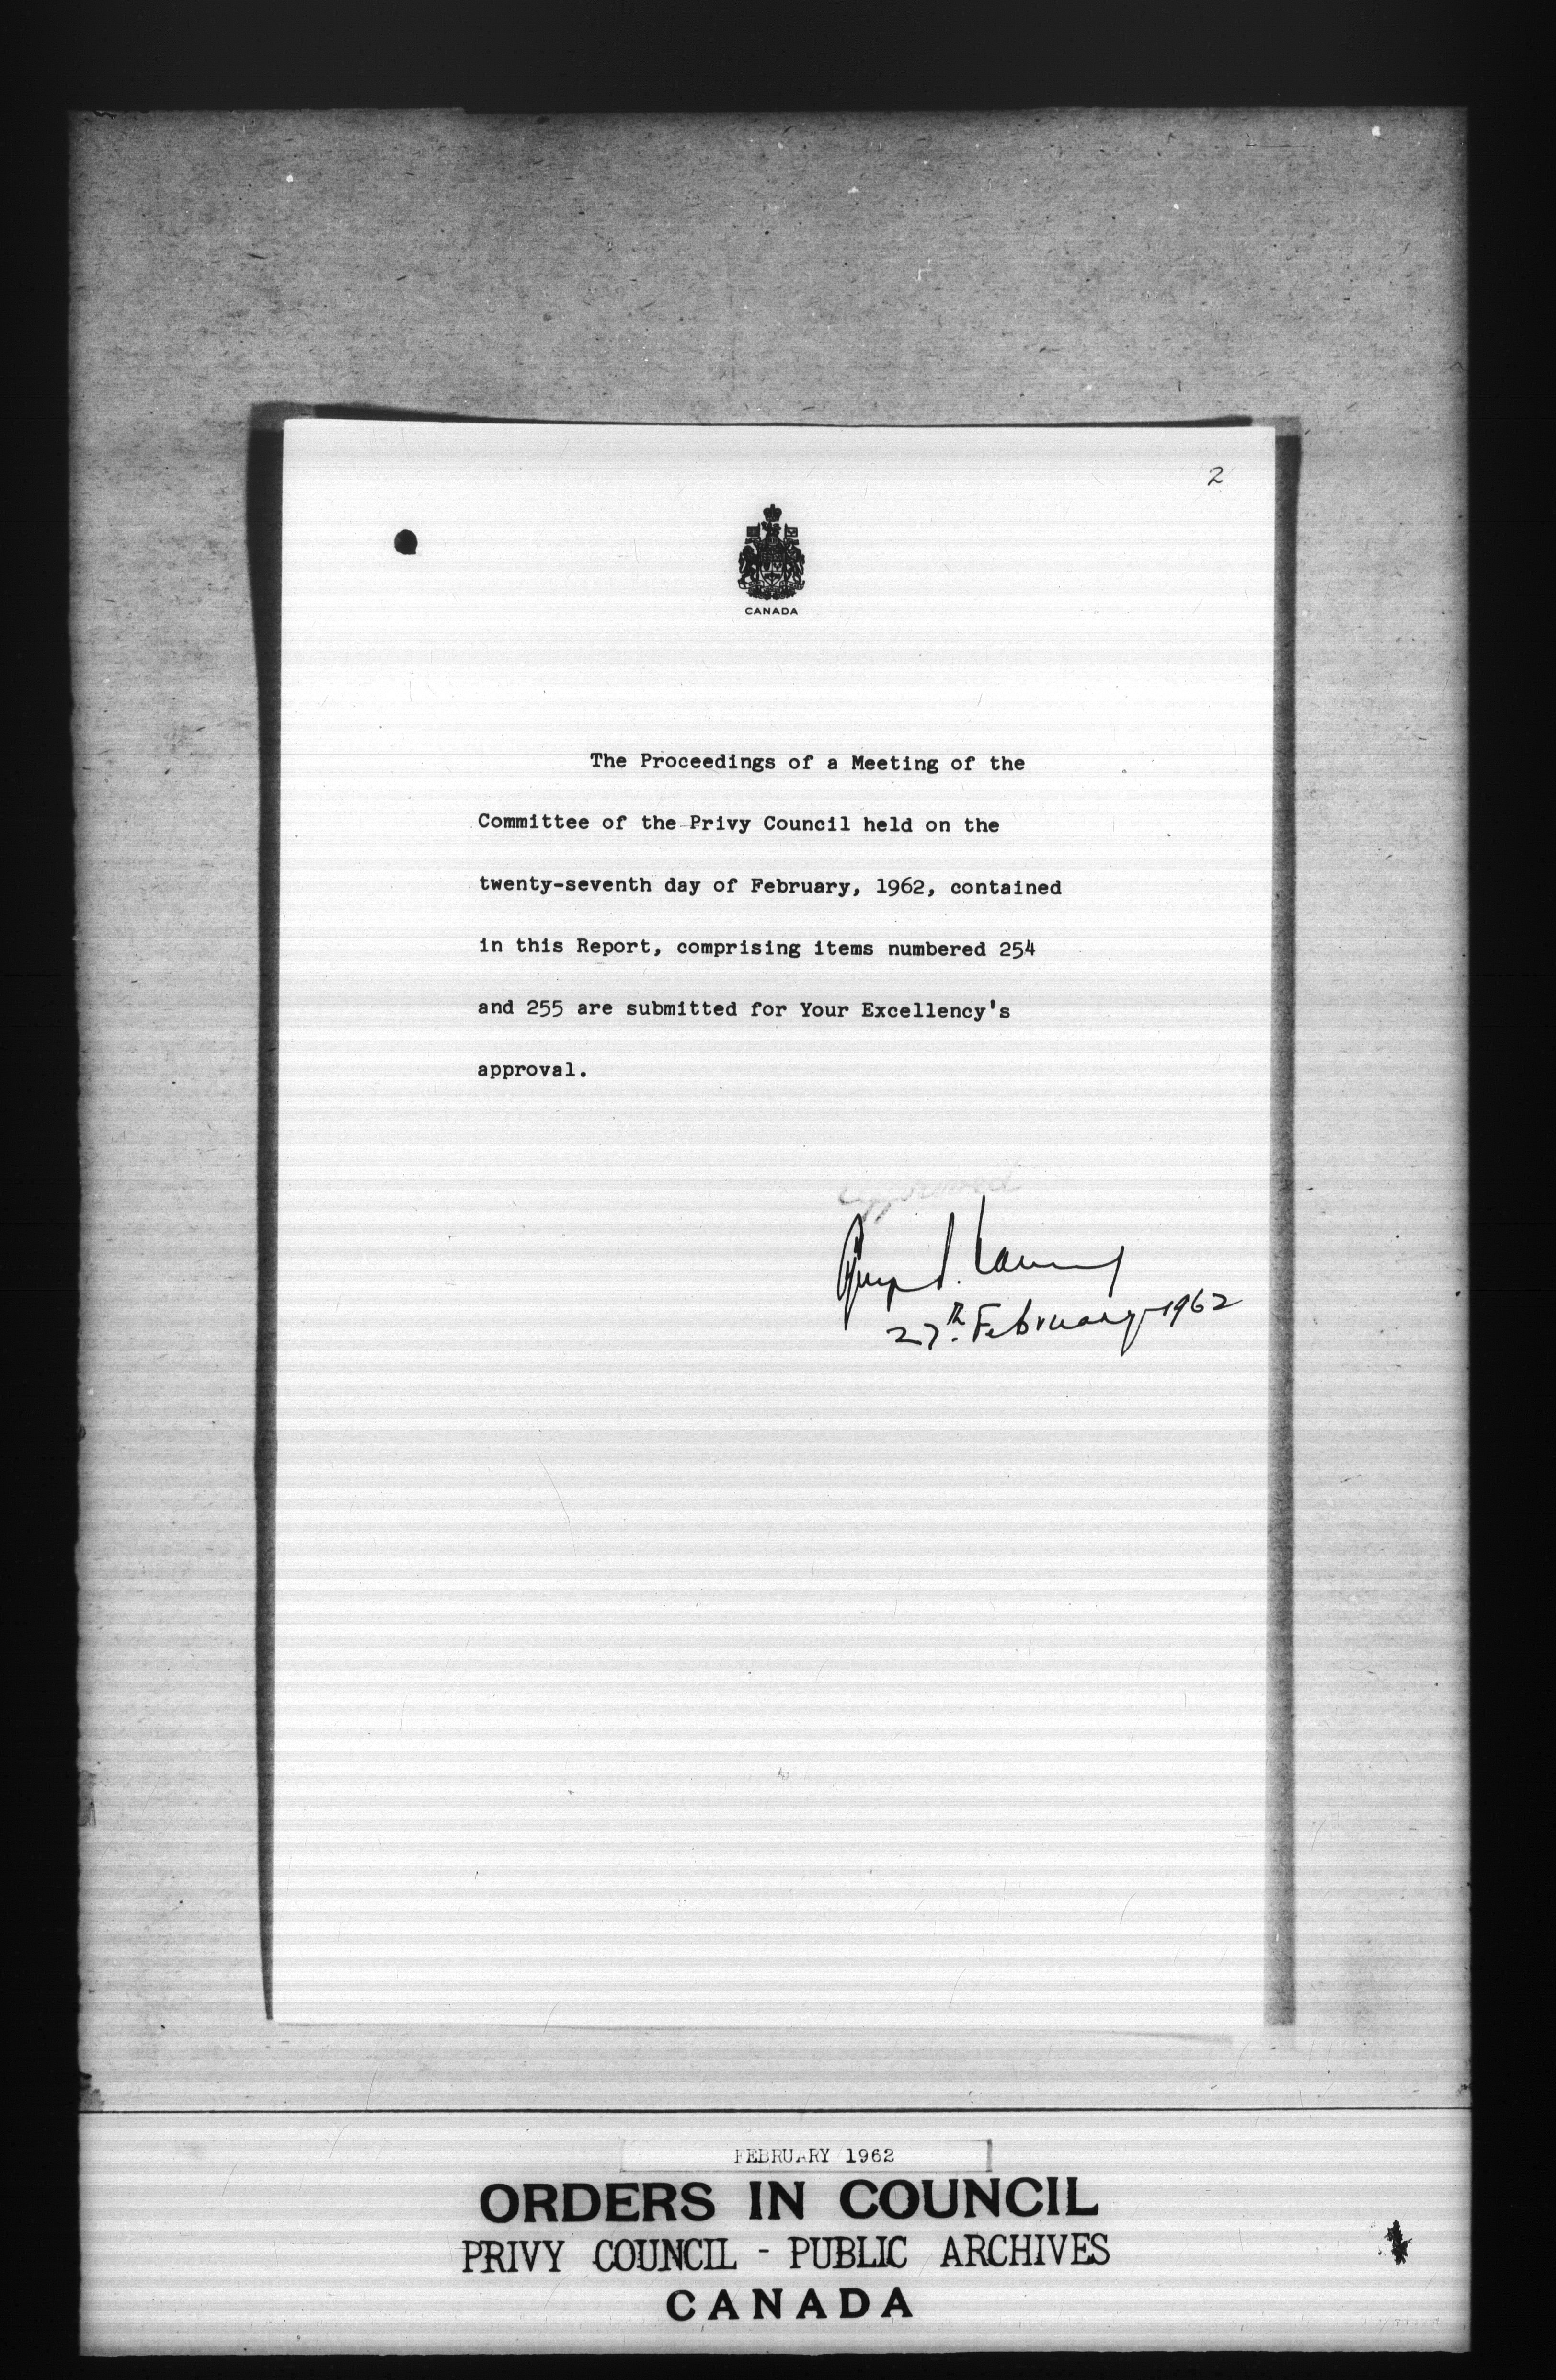 2
CANADA
The Proceedings of a Meeting of the
Committee of the Privy Council held on the
twenty-seventh day of February, 1962, contained
in this Report, comprising items numbered 254
and 255 are submitted for Your Excellency's
approval.
approved
27th. February 1962
FEBRUARY 1962
ORDERS IN COUNCIL
PRIVY COUNCIL - PUBLIC ARCHIVES
CANADA